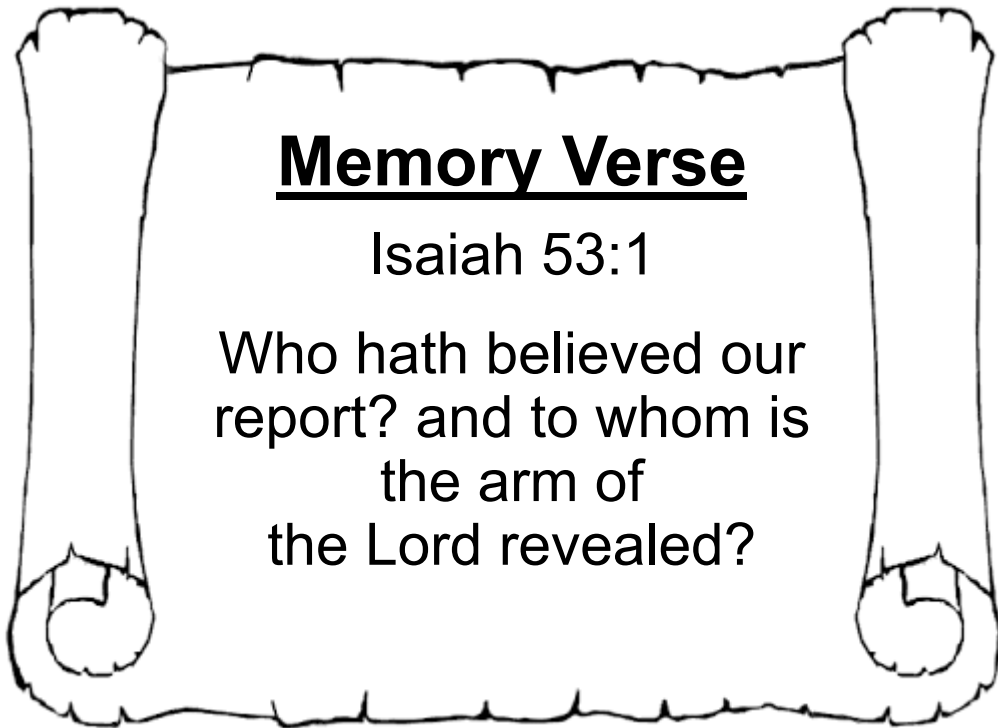 Memory Verse
Isaiah 53:1
Who hath believed our
report? and to whom is
the arm of
the Lord revealed?